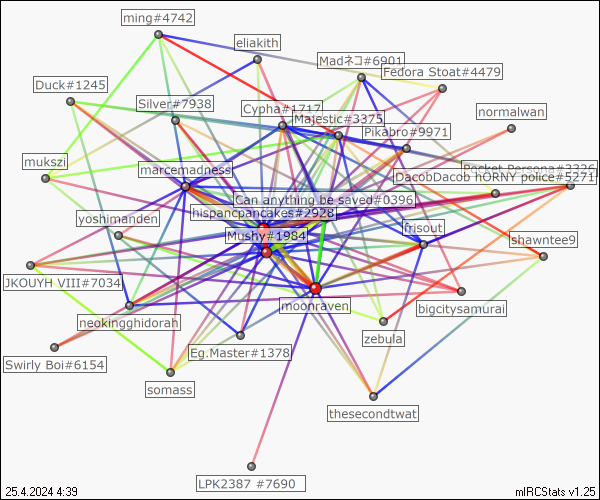 ming#4742
eliakith
Madネコ#6901
Fedora Stoat#4479
Duck#1245
Silver#7938
Cypha#1717
Majestic#3375
normalwan
Pikabro#9971
mukszi
marcemadness
Pocket Persona#3326
DacobDacob hORNY police#5271
Can anything be saved#0396
hispancpancakes#2928
yoshimanden
Mushy#1984
frisout
shawntee9
JKOUYH VIII#7034
moonraven
bigcitysamurai
neokingghidorah
zebula
Eg.Master#1378
Swirly Boi#6154
somass
thesecondtwat
LPK2387 #7690
25.4.2024 4:39
mIRCStats v1.25